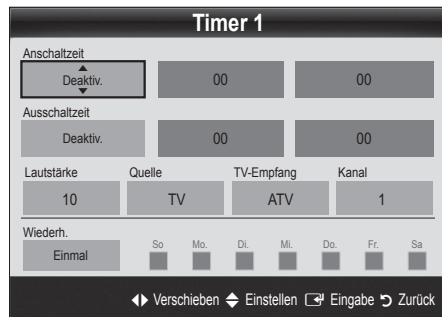 Timer 1
Anschaltzeit
Deaktiv. 00 00
Ausschaltzeit
Deaktiv. 00 00
Lautstärke Quelle TV-Empfang Kanal
10 TV ATV 1
Wiederh.
Einmal So Mo. Di. Mi. Do. Fr. Sa
Verschieben Einstellen Eingabe Zurück